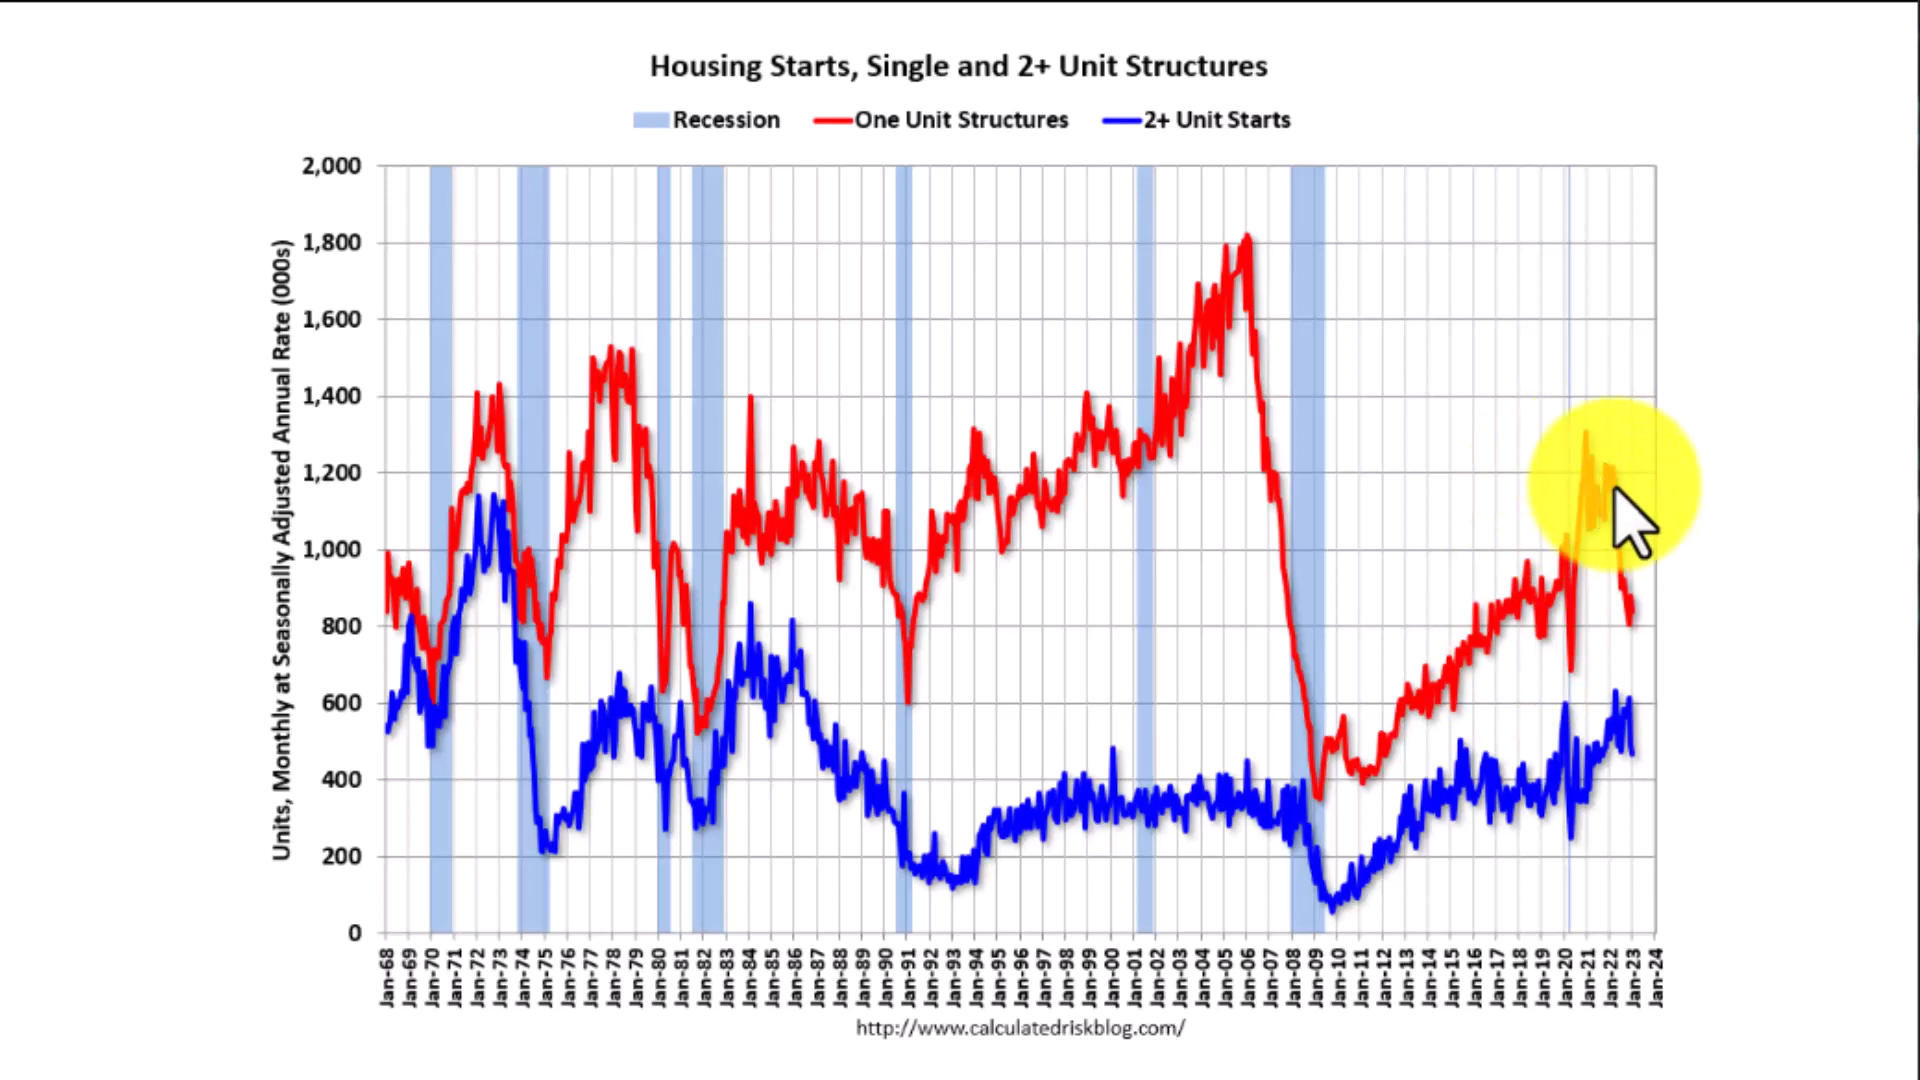 Housing Starts, Single and 2+ Unit Structures
Recession One Unit Structures 2+ Unit Starts
Units, Monthly at Seasonally Adjusted Annual Rate (000s)
2,000
1,800
1,600
1,400
1,200
1,000
800
600
400
200
0
Jan-68
Jan-69
Jan-70
Jan-71
Jan-72
Jan-73
Jan-74
Jan-75
Jan-76
Jan-77
Jan-78
Jan-79
Jan-80
Jan-81
Jan-82
Jan-83
Jan-84
Jan-85
Jan-86
Jan-87
Jan-88
Jan-89
Jan-90
Jan-91
Jan-92
Jan-93
Jan-94
Jan-95
Jan-96
Jan-97
Jan-98
Jan-99
Jan-00
Jan-01
Jan-02
Jan-03
Jan-04
Jan-05
Jan-06
Jan-07
Jan-08
Jan-09
Jan-10
Jan-11
Jan-12
Jan-13
Jan-14
Jan-15
Jan-16
Jan-17
Jan-18
Jan-19
Jan-20
Jan-21
Jan-22
Jan-23
Jan-24
http://www.calculatedriskblog.com/